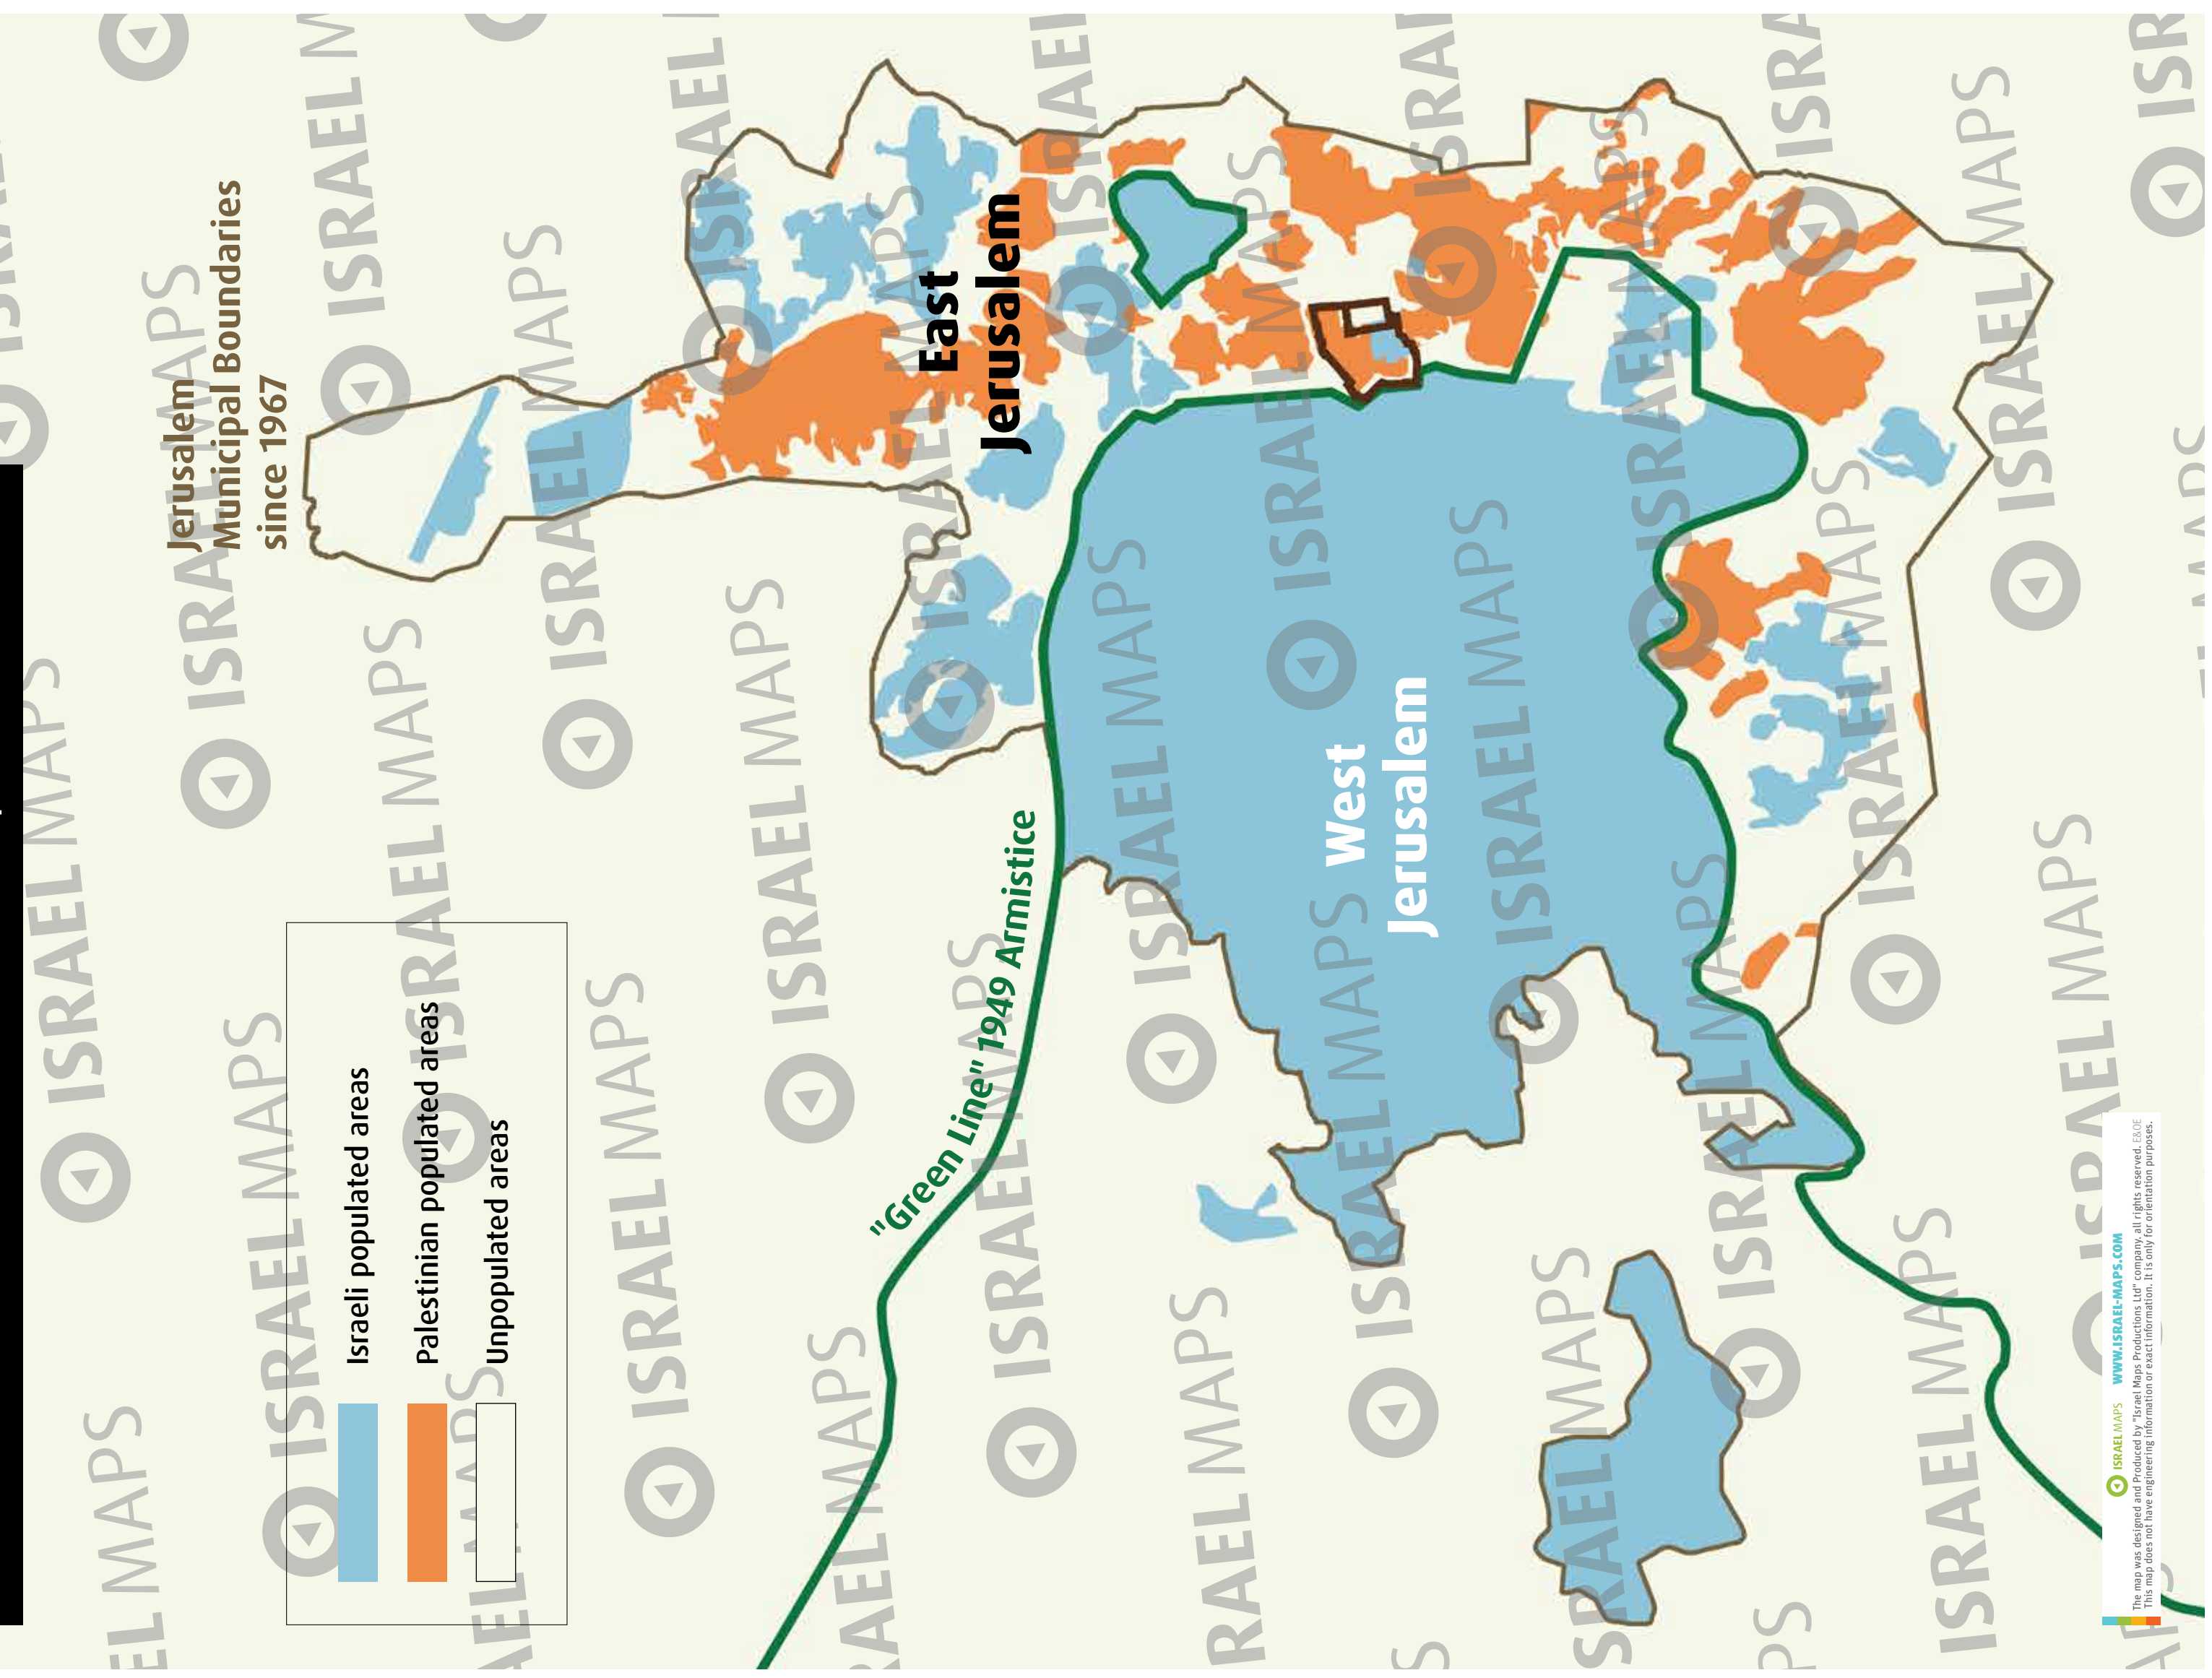 Jerusalem
Municipal Boundaries
since 1967
East
Jerusalem
West
Jerusalem
"Green Line" 1949 Armistice
Israeli populated areas
Palestinian populated areas
Unpopulated areas
ISRAEL MAPS
ISRAEL MAPS WWW.ISRAEL-MAPS.COM
The map was designed and Produced by "Israel Maps Productions Ltd" company, all rights reserved. E&OE
This map does not have engineering information or exact information. It is only for orientation purposes.